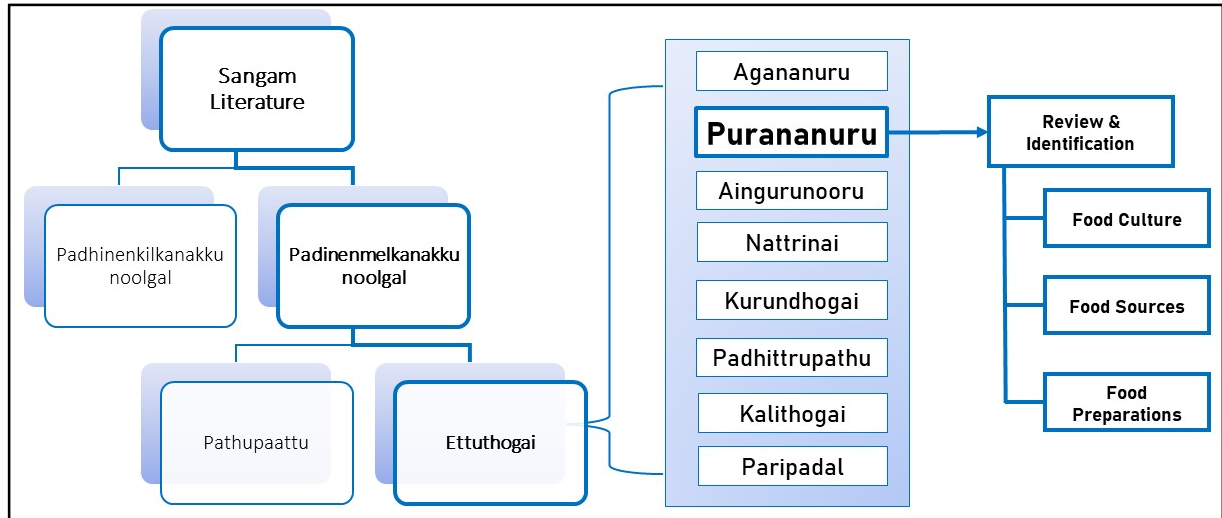 Sangam
Literature
Padhinenkilkanakku
noolgal
Padinenmelkanakku
noolgal
Pathupaattu
Ettuthogai
Agananuru
Purananuru
Aingurunooru
Nattrinai
Kurundhogai
Padhittrupathu
Kalithogai
Paripadal
Review &
Identification
Food Culture
Food Sources
Food
Preparations